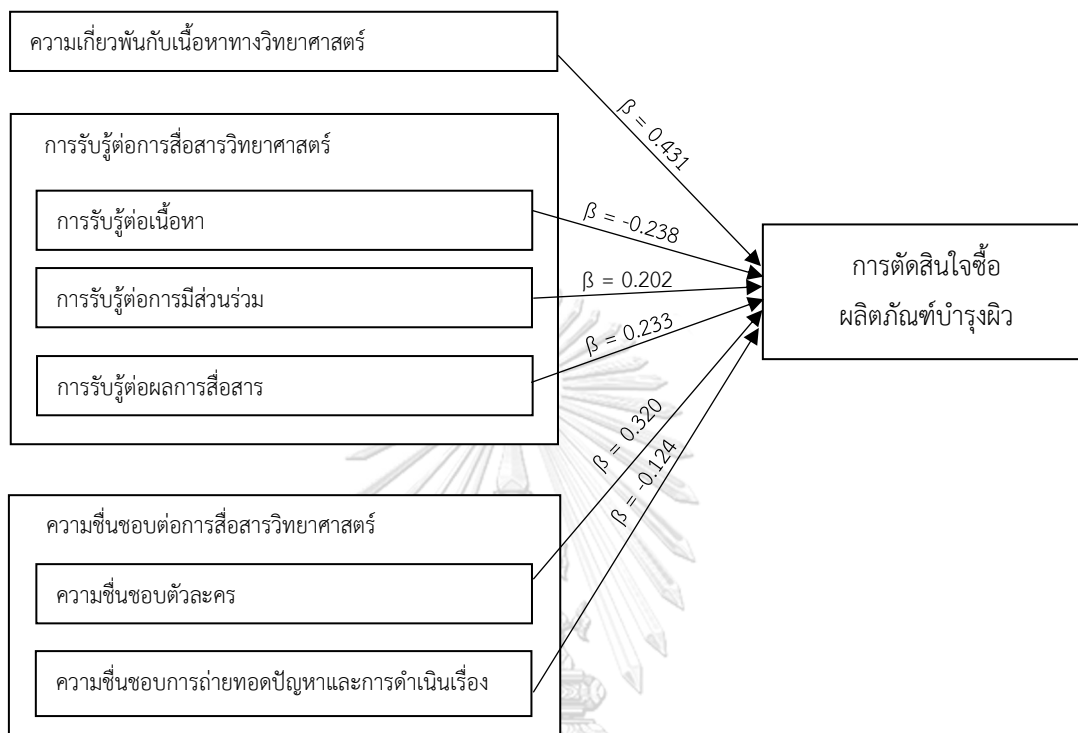 ความเกี่ยวพันกับเนื้อหาทางวิทยาศาสตร์
β = 0.431
การรับรู้ต่อการสื่อสารวิทยาศาสตร์
การรับรู้ต่อเนื้อหา
β = -0.238
การรับรู้ต่อการมีส่วนร่วม
β = 0.202
การรับรู้ต่อผลการสื่อสาร
β = 0.233
การตัดสินใจซื้อ
ผลิตภัณฑ์บำรุงผิว
ความชื่นชอบต่อการสื่อสารวิทยาศาสตร์
ความชื่นชอบตัวละคร
β = 0.320
ความชื่นชอบการถ่ายทอดปัญหาและการดำเนินเรื่อง
β = -0.124